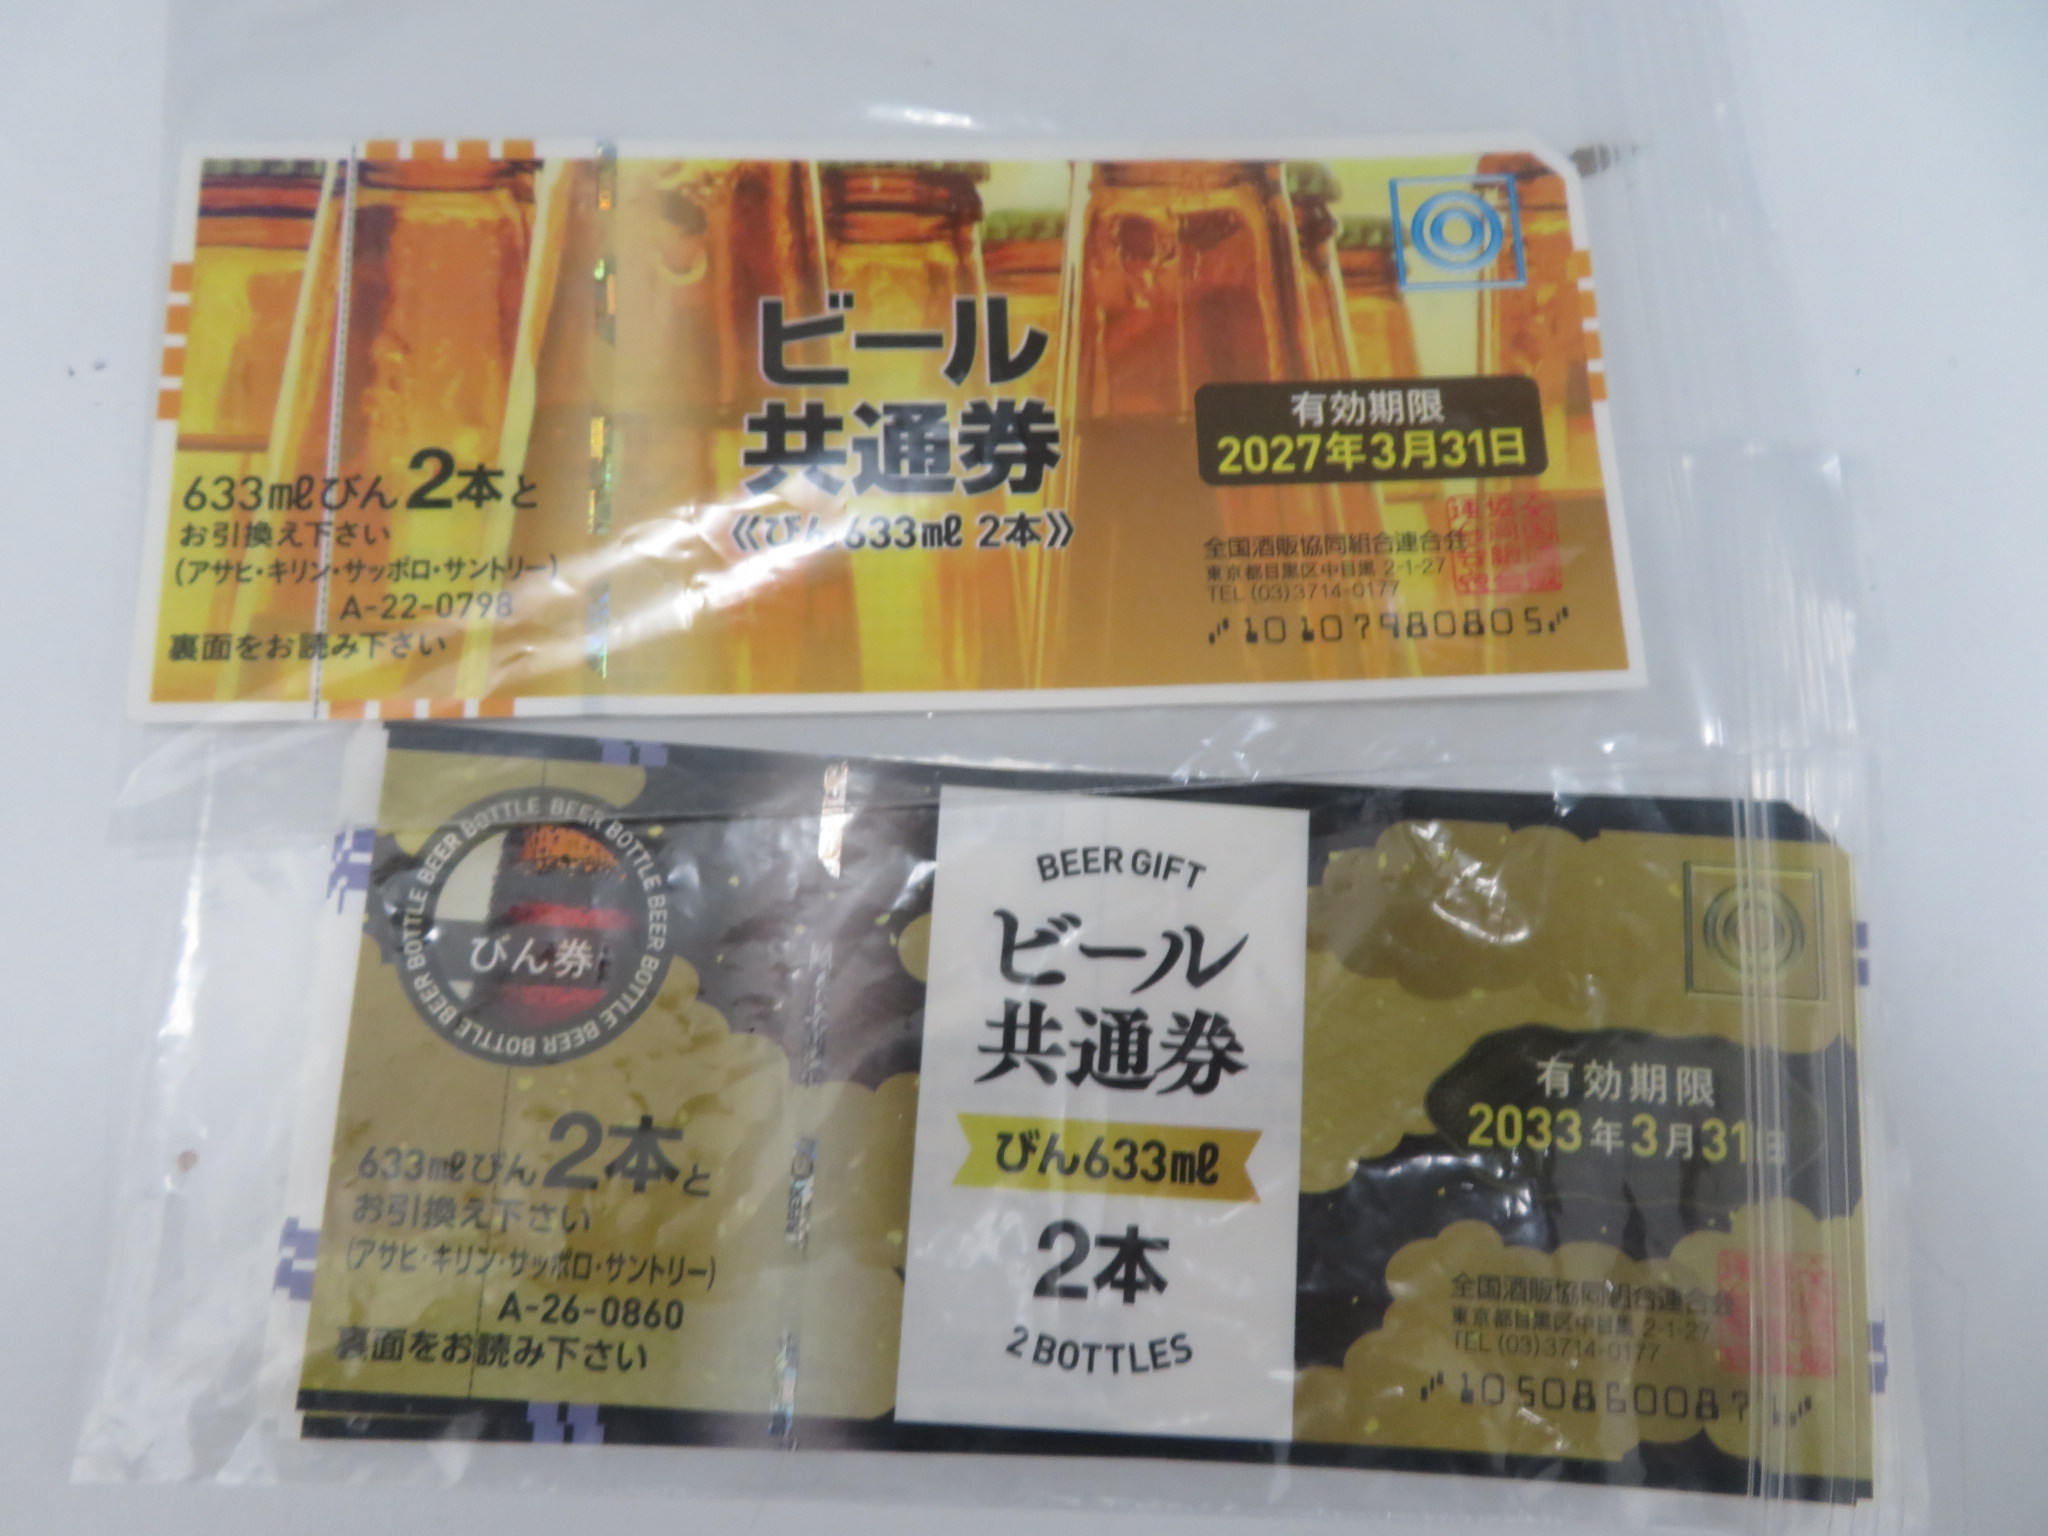 ビール
共通券
《びん633ml 2本》
633mlびん2本と
お引換え下さい
(アサヒ・キリン・サッポロ・サントリー)
A-22-0798
裏面をお読み下さい
有効期限
2027年3月31日
全国酒販協同組合連合会
東京都目黒区中目黒 2-1-27
TEL (03)3714-0177
10107980805
BEER BOTTLE BEER BOTTLE BEER BOTTLE BEER BOTTLE BEER BOTTLE
びん券
633mlびん2本と
お引換え下さい
(アサヒ・キリン・サッポロ・サントリー)
A-26-0860
裏面をお読み下さい
BEER GIFT
ビール
共通券
びん633ml
2本
2 BOTTLES
有効期限
2033年3月31日
全国酒販協同組合連合会
東京都目黒区中目黒 2-1-27
TEL (03)3714-0177